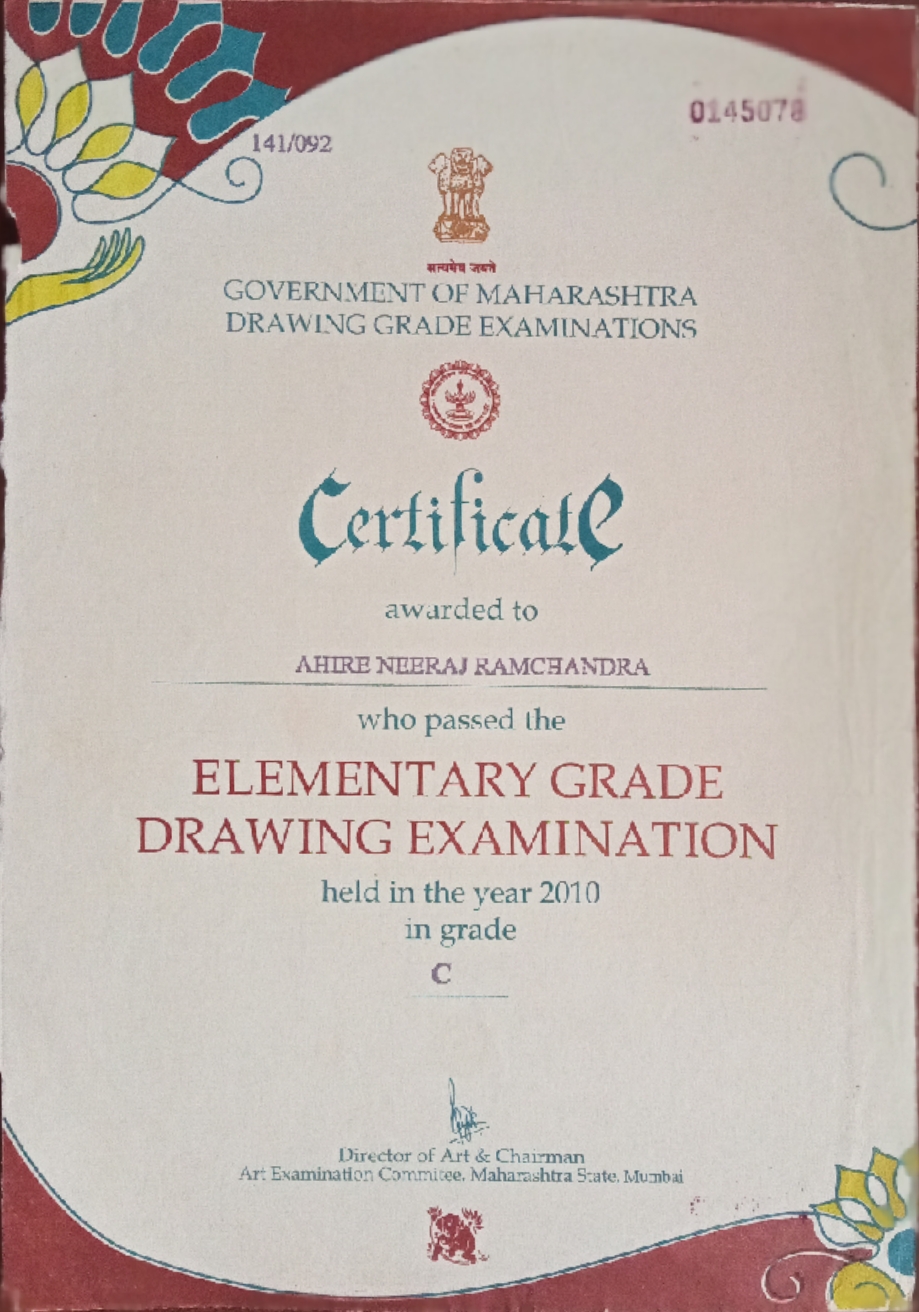 0145078
141/092
सत्यमेव जयते
GOVERNMENT OF MAHARASHTRA
DRAWING GRADE EXAMINATIONS
Certificate
awarded to
AHIRE NEERAJ RAMCHANDRA
who passed the
ELEMENTARY GRADE
DRAWING EXAMINATION
held in the year 2010
in grade
C
Director of Art & Chairman
Art Examination Commitee, Maharashtra State, Mumbai